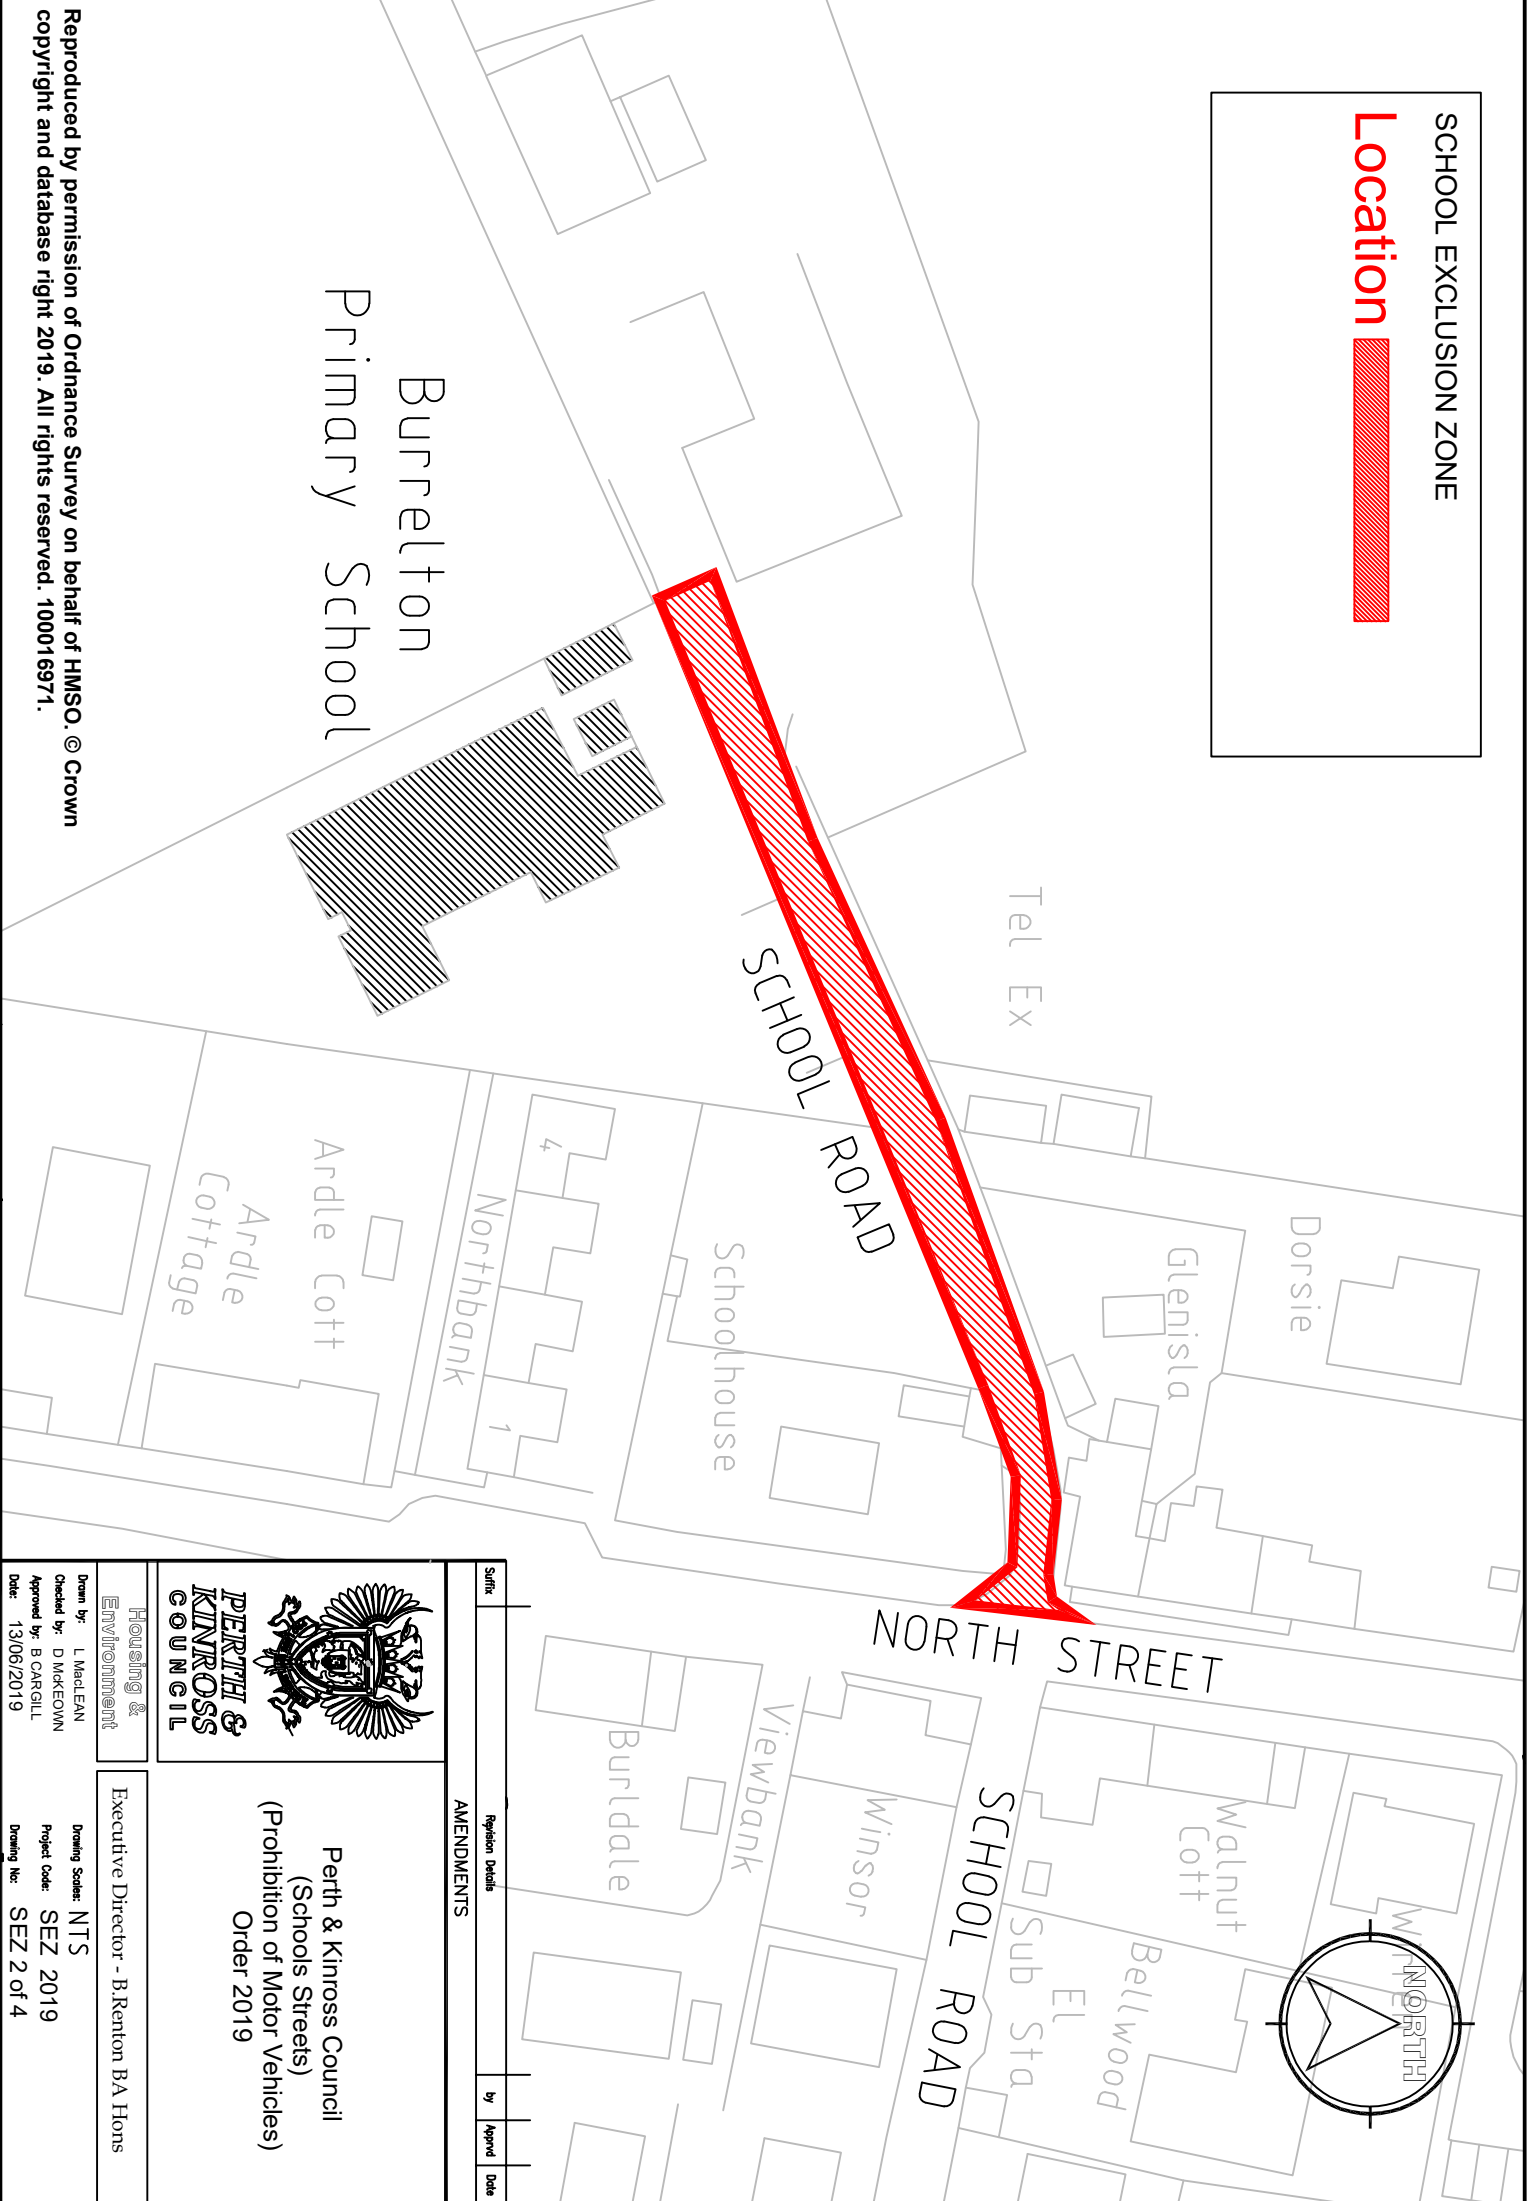 SCHOOL EXCLUSION ZONE
Location
NORTH
Burrelton
Primary School
Tel Ex
SCHOOL ROAD
NORTH STREET
SCHOOL ROAD
Dorsie
Glenisla
Schoolhouse
4
1
Northbank
Ardle Cott
Ardle
Cottage
Walnut
Cott
Bellwood
El
Sub Sta
Winsor
Viewbank
Burldale
Suffix
Revision Details
by
Apprvd
Date
AMENDMENTS
PERTH &
KINROSS
COUNCIL
Perth & Kinross Council
(Schools Streets)
(Prohibition of Motor Vehicles)
Order 2019
Housing &
Environment
Executive Director - B.Renton BA Hons
Drawn by: L MacLEAN
Checked by: D McKEOWN
Approved by: B CARGILL
Date: 13/06/2019
Drawing Scales: NTS
Project Code: SEZ 2019
Drawing No: SEZ 2 of 4
Reproduced by permission of Ordnance Survey on behalf of HMSO. © Crown
copyright and database right 2019. All rights reserved. 100016971.